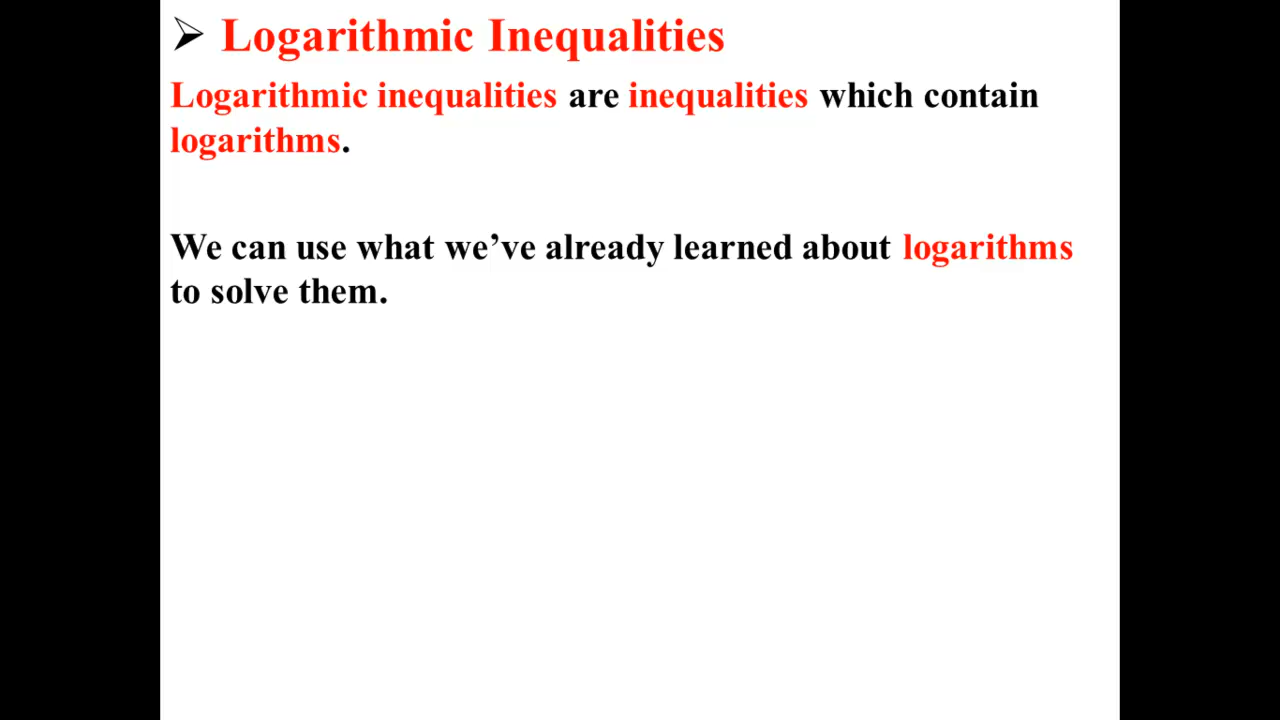 ➢ Logarithmic Inequalities
Logarithmic inequalities are inequalities which contain
logarithms.
We can use what we’ve already learned about logarithms
to solve them.